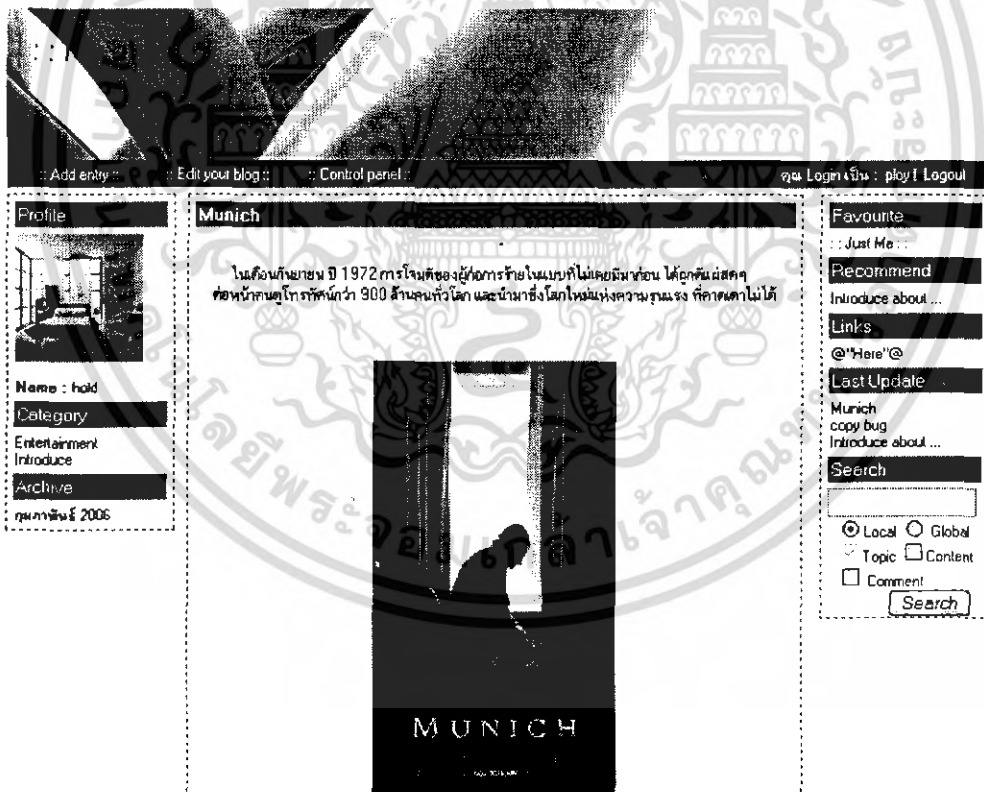 :: Add entry ::
:: Edit your blog ::
:: Control panel ::
คุณ Login เป็น : ploy ! Logout
Profile
Name : hold
Category
Entertainment
Introduce
Archive
กุมภาพันธ์ 2006
Munich
ในเดือนกันยายน ปี 1972 การโจมตีของผู้ก่อการร้ายในแบบที่ไม่เคยมีมาก่อน ได้ถูกตีแผ่สดๆ
ต่อหน้าคนดูโทรทัศน์กว่า 900 ล้านคนทั่วโลก และนำมาซึ่งโลกใหม่แห่งความรุนแรง ที่คาดเดาไม่ได้
MUNICH
Favourite
: : Just Me : :
Recommend
Introduce about ...
Links
@"Here"@
Last Update
Munich
copy bug
Introduce about ...
Search
Local
Global
Topic
Content
Comment
Search